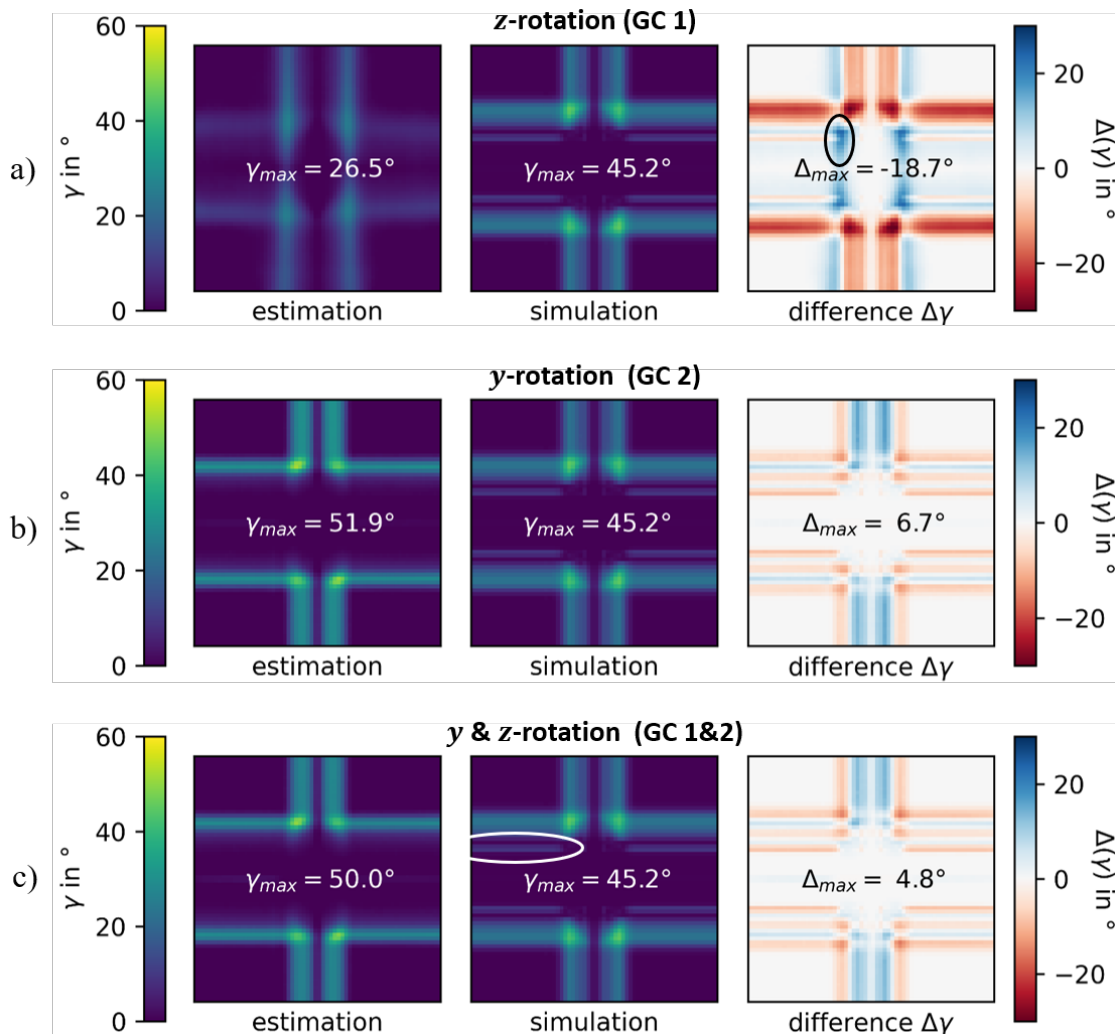 z-rotation (GC 1)
a)
γ in °
60
40
20
0
γmax = 26.5°
estimation
γmax = 45.2°
simulation
Δmax = -18.7°
difference Δγ
20
0
−20
Δ(γ) in °
y-rotation (GC 2)
b)
γ in °
60
40
20
0
γmax = 51.9°
estimation
γmax = 45.2°
simulation
Δmax = 6.7°
difference Δγ
20
0
−20
Δ(γ) in °
y & z-rotation (GC 1&2)
c)
γ in °
60
40
20
0
γmax = 50.0°
estimation
γmax = 45.2°
simulation
Δmax = 4.8°
difference Δγ
20
0
−20
Δ(γ) in °